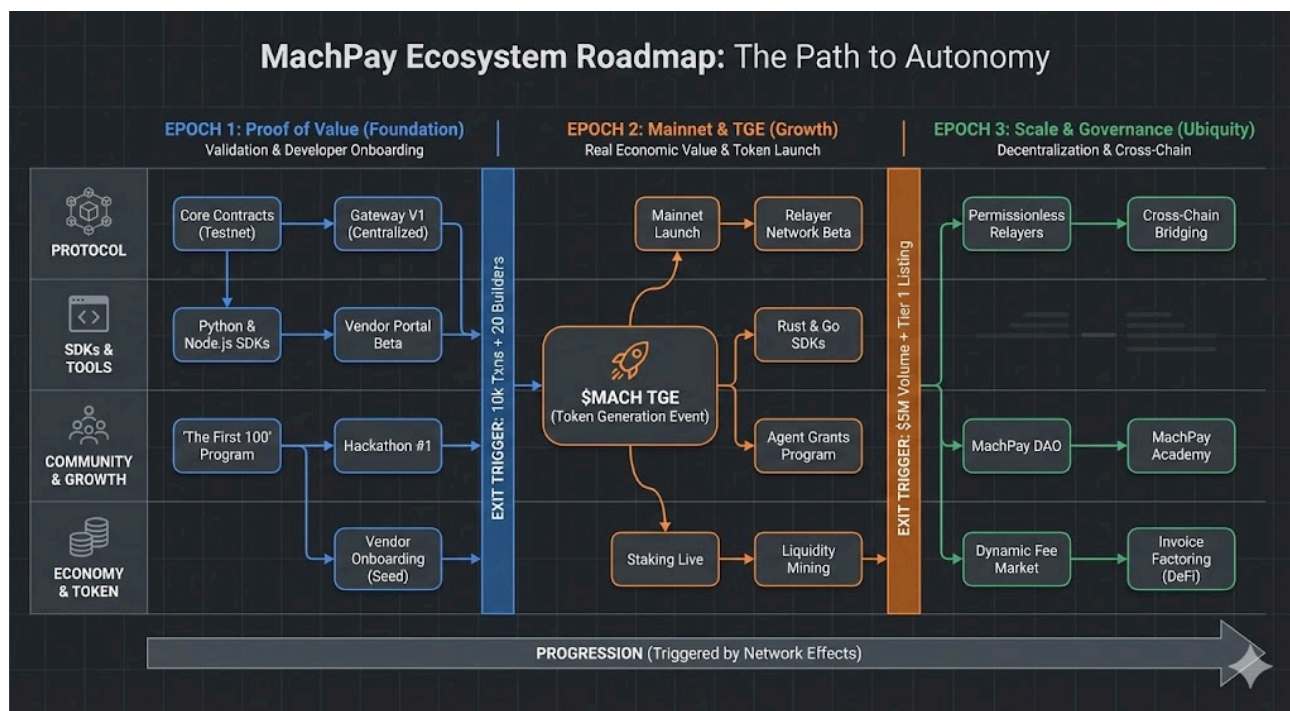 MachPay Ecosystem Roadmap: The Path to Autonomy
EPOCH 1: Proof of Value (Foundation)
Validation & Developer Onboarding
EPOCH 2: Mainnet & TGE (Growth)
Real Economic Value & Token Launch
EPOCH 3: Scale & Governance (Ubiquity)
Decentralization & Cross-Chain
PROTOCOL
Core Contracts
(Testnet)
Gateway V1
(Centralized)
Mainnet
Launch
Relayer
Network Beta
Permissionless
Relayers
Cross-Chain
Bridging
SDKs &
TOOLS
Python &
Node.js SDKs
Vendor Portal
Beta
EXIT TRIGGER: 10k Txns + 20 Builders
$MACH TGE
(Token Generation Event)
Rust & Go
SDKs
EXIT TRIGGER: $5M Volume + Tier 1 Listing
COMMUNITY
& GROWTH
'The First 100'
Program
Hackathon #1
Agent Grants
Program
MachPay DAO
MachPay
Academy
ECONOMY
& TOKEN
Vendor
Onboarding
(Seed)
Staking Live
Liquidity
Mining
Dynamic Fee
Market
Invoice
Factoring
(DeFi)
PROGRESSION (Triggered by Network Effects)